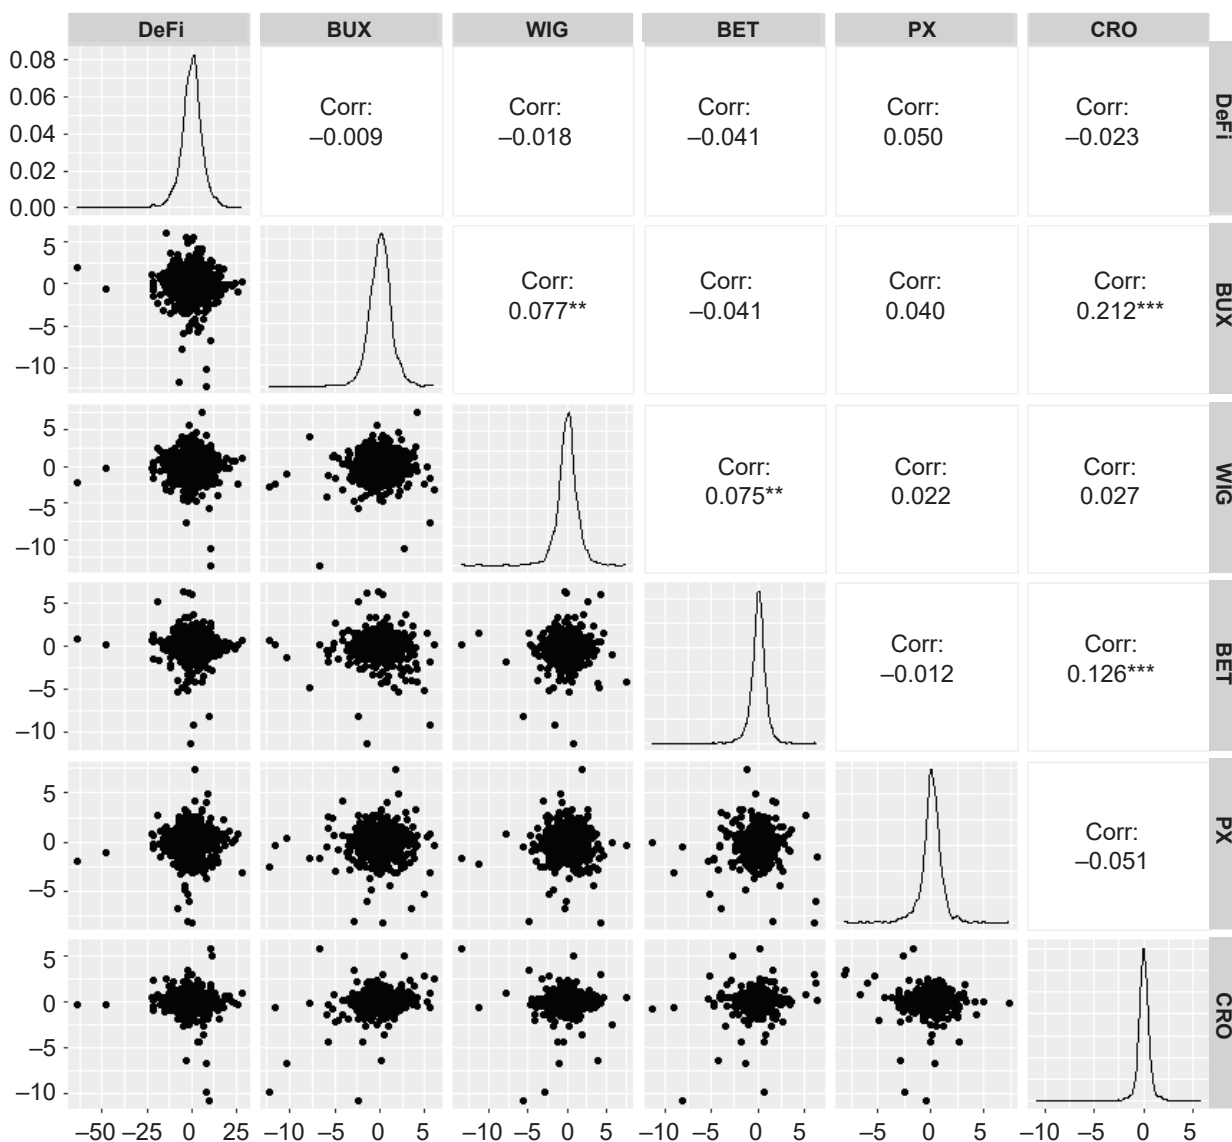 DeFi BUX WIG BET PX CRO
0.08
0.06
0.04
0.02
0.00
Corr:
–0.009
Corr:
–0.018
Corr:
–0.041
Corr:
0.050
Corr:
–0.023
DeFi
5
0
–5
–10
Corr:
0.077**
Corr:
–0.041
Corr:
0.040
Corr:
0.212***
BUX
5
0
–5
–10
Corr:
0.075**
Corr:
0.022
Corr:
0.027
WIG
5
0
–5
–10
Corr:
–0.012
Corr:
0.126***
BET
5
0
–5
Corr:
–0.051
PX
5
0
–5
–10
CRO
–50 –25 0 25 –10 –5 0 5 –10 –5 0 5 –10 –5 0 5 –5 0 5 –10 –5 0 5